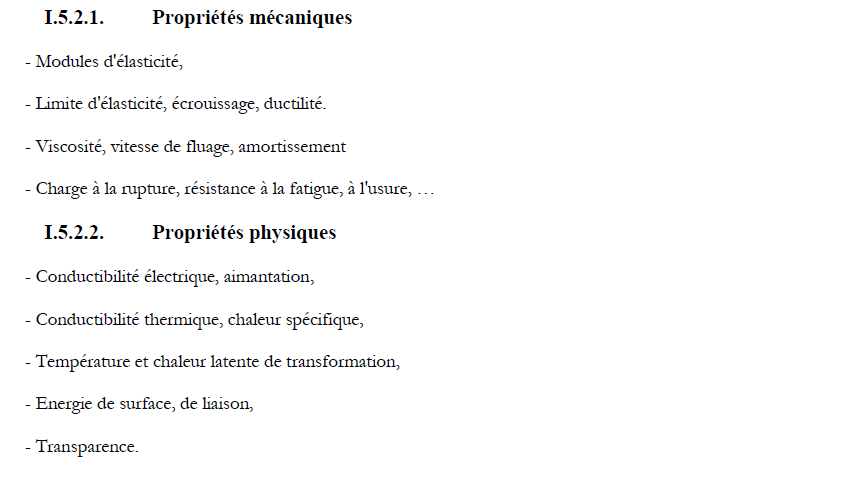 I.5.2.1. Propriétés mécaniques
- Modules d'élasticité,
- Limite d'élasticité, écrouissage, ductilité.
- Viscosité, vitesse de fluage, amortissement
- Charge à la rupture, résistance à la fatigue, à l'usure, …
I.5.2.2. Propriétés physiques
- Conductibilité électrique, aimantation,
- Conductibilité thermique, chaleur spécifique,
- Température et chaleur latente de transformation,
- Energie de surface, de liaison,
- Transparence.